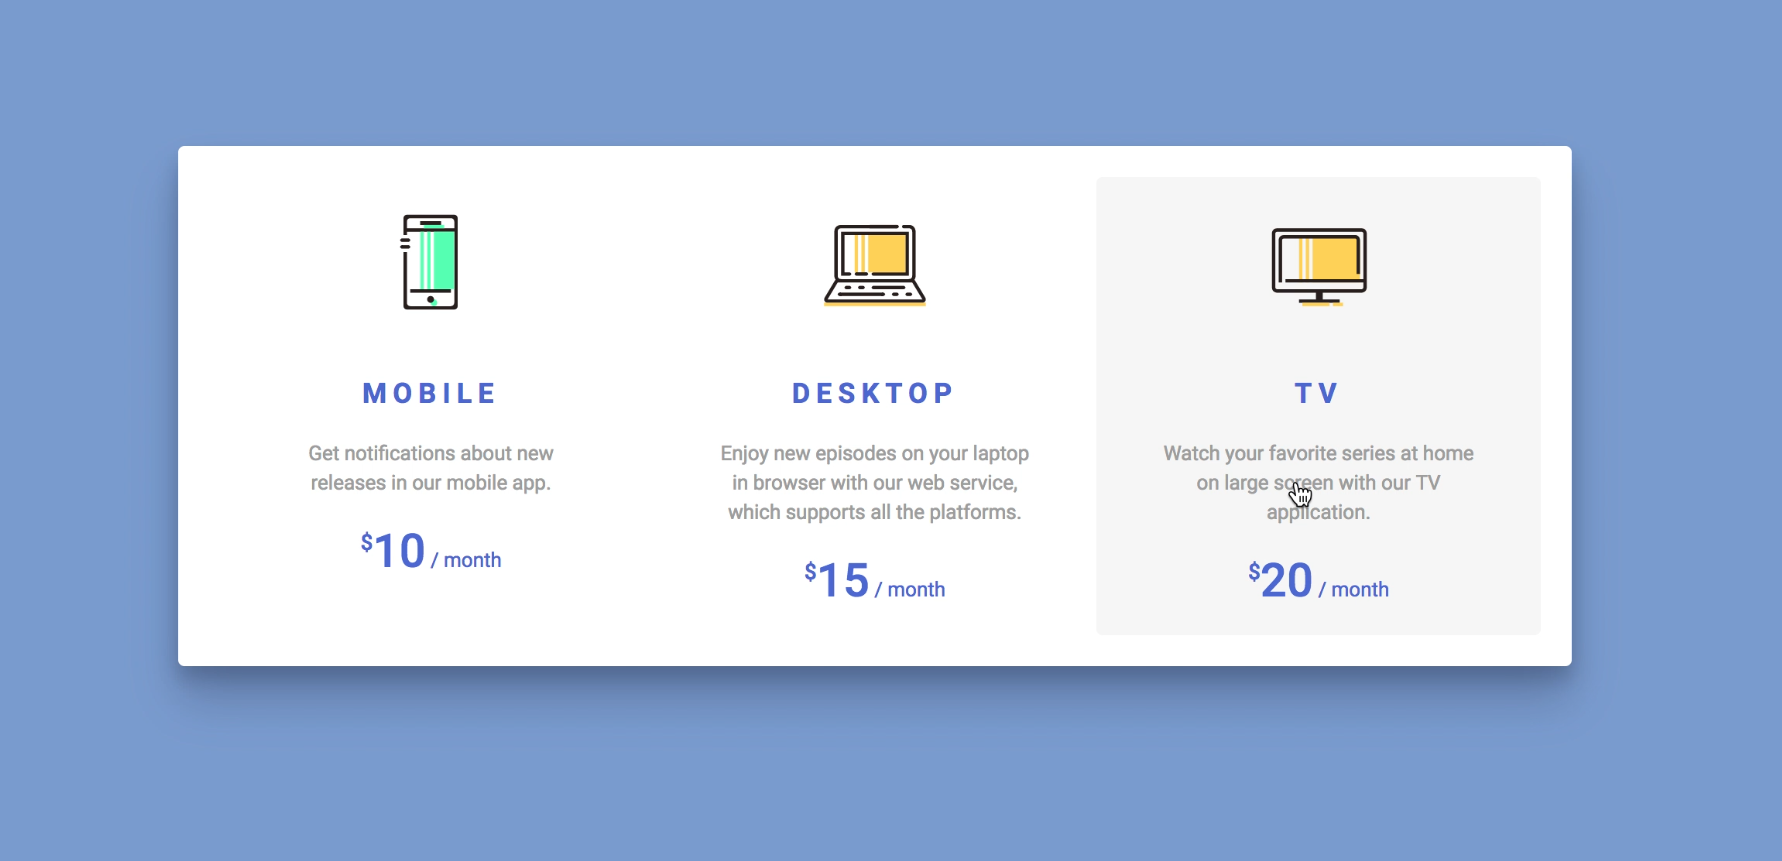 MOBILE
Get notifications about new
releases in our mobile app.
$10 / month
DESKTOP
Enjoy new episodes on your laptop
in browser with our web service,
which supports all the platforms.
$15 / month
TV
Watch your favorite series at home
on large screen with our TV
application.
$20 / month